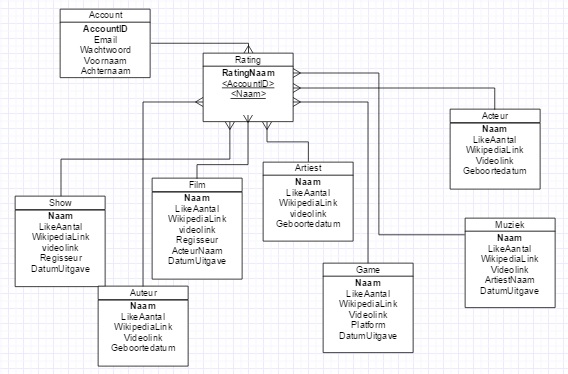 Account
AccountID
Email
Wachtwoord
Voornaam
Achternaam
Rating
RatingNaam
<AccountID>
<Naam>
Acteur
Naam
LikeAantal
WikipediaLink
Videolink
Geboortedatum
Artiest
Naam
LikeAantal
WikipediaLink
videolink
Geboortedatum
Film
Naam
LikeAantal
WikipediaLink
videolink
Regisseur
ActeurNaam
DatumUitgave
Show
Naam
LikeAantal
WikipediaLink
videolink
Regisseur
DatumUitgave
Muziek
Naam
LikeAantal
WikipediaLink
Videolink
ArtiestNaam
DatumUitgave
Game
Naam
LikeAantal
WikipediaLink
Videolink
Platform
DatumUitgave
Auteur
Naam
LikeAantal
WikipediaLink
Videolink
Geboortedatum